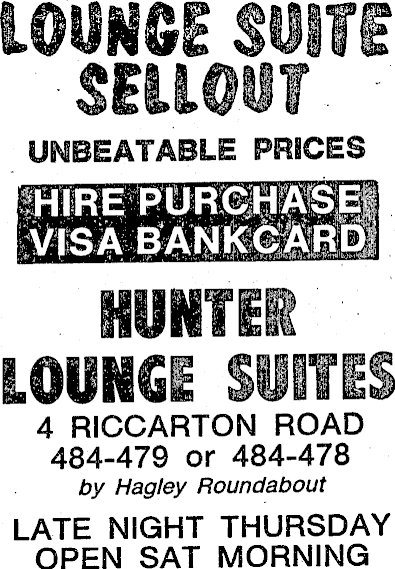 LOUNGE SUITE
SELLOUT
UNBEATABLE PRICES
HIRE PURCHASE
VISA BANKCARD
HUNTER
LOUNGE SUITES
4 RICCARTON ROAD
484-479 or 484-478
by Hagley Roundabout
LATE NIGHT THURSDAY
OPEN SAT MORNING